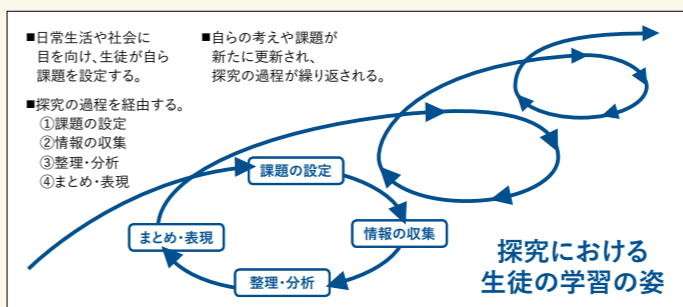 ■日常生活や社会に
目を向け、生徒が自ら
課題を設定する。
■探究の過程を経由する。
①課題の設定
②情報の収集
③整理・分析
④まとめ・表現
■自らの考えや課題が
新たに更新され、
探究の過程が繰り返される。
課題の設定
情報の収集
整理・分析
まとめ・表現
探究における
生徒の学習の姿